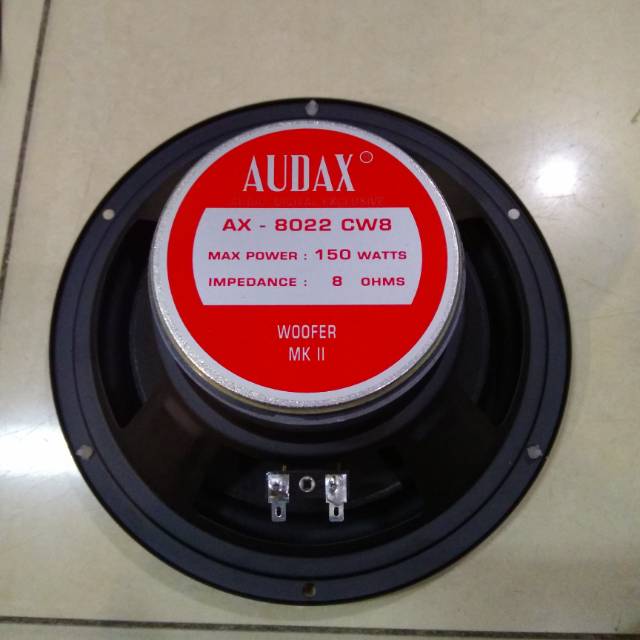 AUDAX
AX - 8022 CW8
MAX POWER : 150 WATTS
IMPEDANCE : 8 OHMS
WOOFER
MK II